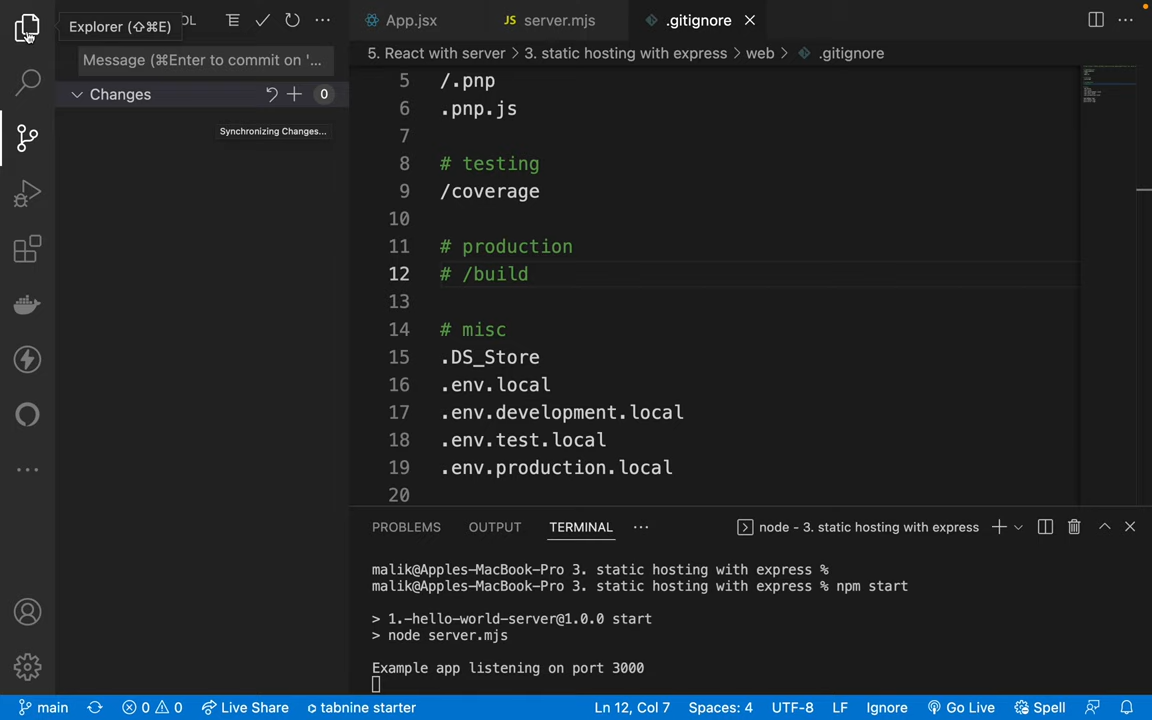 Explorer (⇧⌘E)
OL
Message (⌘Enter to commit on '...
Changes
0
Synchronizing Changes...
App.jsx
JS server.mjs
.gitignore
5. React with server > 3. static hosting with express > web > .gitignore
5 /.pnp
6 .pnp.js
7
8 # testing
9 /coverage
10
11 # production
12 # /build
13
14 # misc
15 .DS_Store
16 .env.local
17 .env.development.local
18 .env.test.local
19 .env.production.local
20
PROBLEMS OUTPUT TERMINAL ... node - 3. static hosting with express
malik@Apples-MacBook-Pro 3. static hosting with express %
malik@Apples-MacBook-Pro 3. static hosting with express % npm start
> 1.-hello-world-server@1.0.0 start
> node server.mjs
Example app listening on port 3000
main 0 0 Live Share tabnine starter Ln 12, Col 7 Spaces: 4 UTF-8 LF Ignore Go Live Spell